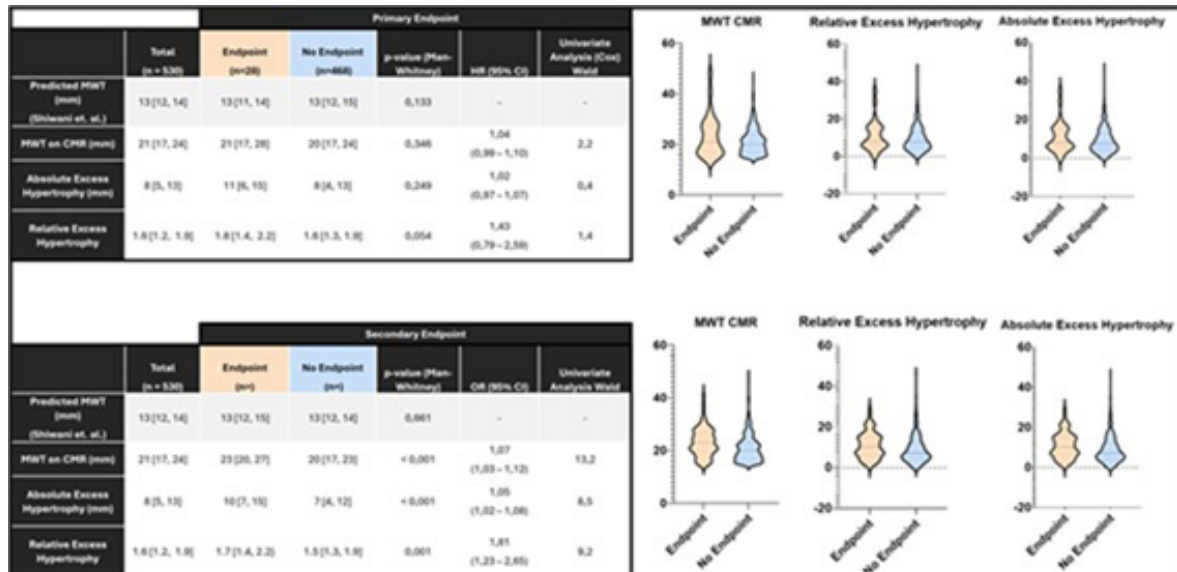 Primary Endpoint
Total
(n = 530)
Endpoint
(n=28)
No Endpoint
(n=468)
p-value (Man-
Whitney)
HR (95% CI)
Univariate
Analysis (Cox)
Wald
Predicted MWT
(mm)
(Shiwani et. al.)
13 [12, 14]
13 [11, 14]
13 [12, 15]
0,133
-
-
MWT on CMR (mm)
21 [17, 24]
21 [17, 28]
20 [17, 24]
0,346
1,04
(0,99 – 1,10)
2,2
Absolute Excess
Hypertrophy (mm)
8 [5, 13]
11 [6, 15]
8 [4, 13]
0,249
1,02
(0,97 – 1,07)
0,4
Relative Excess
Hypertrophy
1.6 [1.2, 1.9]
1.8 [1.4, 2.2]
1.6 [1.3, 1.9]
0,054
1,43
(0,79 – 2,59)
1,4
MWT CMR
60
40
20
0
Endpoint
No Endpoint
Relative Excess Hypertrophy
60
40
20
0
-20
Endpoint
No Endpoint
Absolute Excess Hypertrophy
60
40
20
0
-20
Endpoint
No Endpoint
Secondary Endpoint
Total
(n = 530)
Endpoint
(n=)
No Endpoint
(n=)
p-value (Man-
Whitney)
OR (95% CI)
Univariate
Analysis Wald
Predicted MWT
(mm)
(Shiwani et. al.)
13 [12, 14]
13 [12, 15]
13 [12, 14]
0,661
-
-
MWT on CMR (mm)
21 [17, 24]
23 [20, 27]
20 [17, 23]
< 0,001
1,07
(1,03 – 1,12)
13,2
Absolute Excess
Hypertrophy (mm)
8 [5, 13]
10 [7, 15]
7 [4, 12]
< 0,001
1,05
(1,02 – 1,08)
8,5
Relative Excess
Hypertrophy
1.6 [1.2, 1.9]
1.7 [1.4, 2.2]
1.5 [1.3, 1.9]
0,001
1,81
(1,23 – 2,65)
9,2
MWT CMR
60
40
20
0
Endpoint
No Endpoint
Relative Excess Hypertrophy
60
40
20
0
-20
Endpoint
No Endpoint
Absolute Excess Hypertrophy
60
40
20
0
-20
Endpoint
No Endpoint